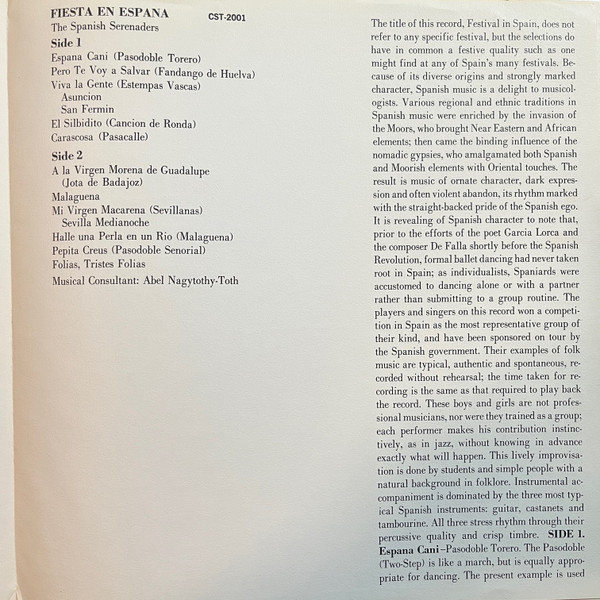 FIESTA EN ESPANA
CST-2001
The Spanish Serenaders
Side 1
Espana Cani (Pasodoble Torero)
Pero Te Voy a Salvar (Fandango de Huelva)
Viva la Gente (Estempas Vascas)
Asuncion
San Fermin
El Silbidito (Cancion de Ronda)
Carascosa (Pasacalle)
Side 2
A la Virgen Morena de Guadalupe
(Jota de Badajoz)
Malaguena
Mi Virgen Macarena (Sevillanas)
Sevilla Medianoche
Halle una Perla en un Rio (Malaguena)
Pepita Creus (Pasodoble Senorial)
Folias, Tristes Folias
Musical Consultant: Abel Nagytothy-Toth
The title of this record, Festival in Spain, does not
refer to any specific festival, but the selections do
have in common a festive quality such as one
might find at any of Spain's many festivals. Be-
cause of its diverse origins and strongly marked
character, Spanish music is a delight to musicol-
ogists. Various regional and ethnic traditions in
Spanish music were enriched by the invasion of
the Moors, who brought Near Eastern and African
elements; then came the binding influence of the
nomadic gypsies, who amalgamated both Spanish
and Moorish elements with Oriental touches. The
result is music of ornate character, dark expres-
sion and often violent abandon, its rhythm marked
with the straight-backed pride of the Spanish ego.
It is revealing of Spanish character to note that,
prior to the efforts of the poet Garcia Lorca and
the composer De Falla shortly before the Spanish
Revolution, formal ballet dancing had never taken
root in Spain; as individualists, Spaniards were
accustomed to dancing alone or with a partner
rather than submitting to a group routine. The
players and singers on this record won a competi-
tion in Spain as the most representative group of
their kind, and have been sponsored on tour by
the Spanish government. Their examples of folk
music are typical, authentic and spontaneous, re-
corded without rehearsal; the time taken for re-
cording is the same as that required to play back
the record. These boys and girls are not profes-
sional musicians, nor were they trained as a group;
each performer makes his contribution instinc-
tively, as in jazz, without knowing in advance
exactly what will happen. This lively improvisa-
tion is done by students and simple people with a
natural background in folklore. Instrumental ac-
companiment is dominated by the three most typ-
ical Spanish instruments: guitar, castanets and
tambourine. All three stress rhythm through their
percussive quality and crisp timbre. SIDE 1.
Espana Cani–Pasodoble Torero. The Pasodoble
(Two-Step) is like a march, but is equally appro-
priate for dancing. The present example is used